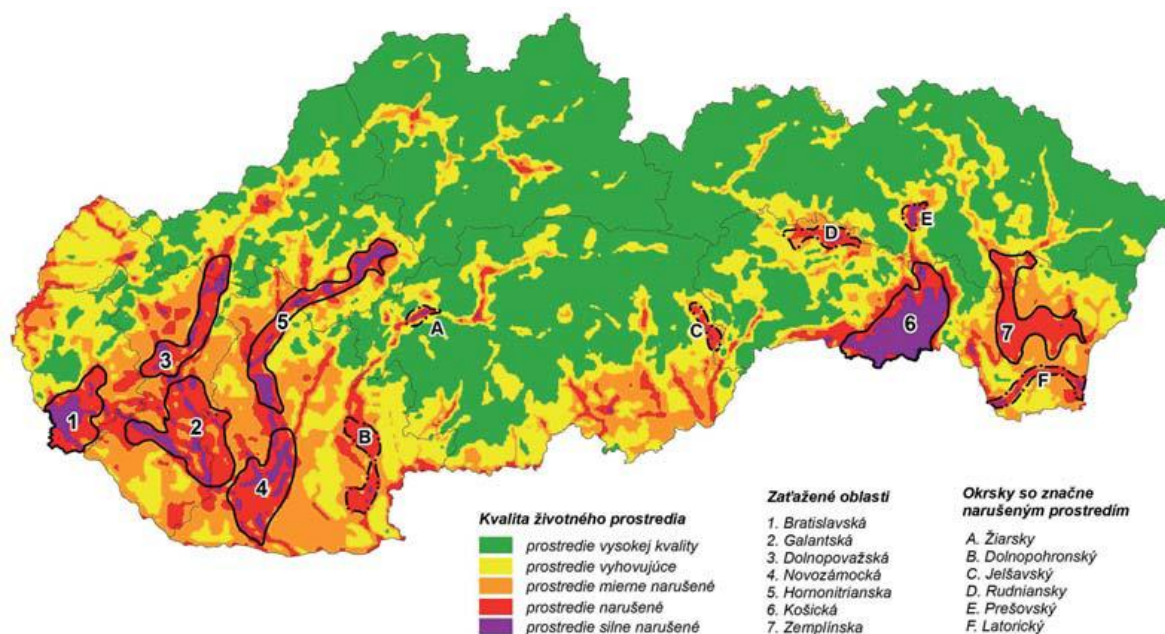 E
D
6
5
A
C
7
3
F
1
2
B
4
Kvalita životného prostredia
prostredie vysokej kvality
prostredie vyhovujúce
prostredie mierne narušené
prostredie narušené
prostredie silne narušené
Zaťažené oblasti
1. Bratislavská
2. Galantská
3. Dolnopovažská
4. Novozámocká
5. Hornonitrianska
6. Košická
7. Zemplínska
Okrsky so značne
narušeným prostredím
A. Žiarsky
B. Dolnopohronský
C. Jelšavský
D. Rudniansky
E. Prešovský
F. Latorický